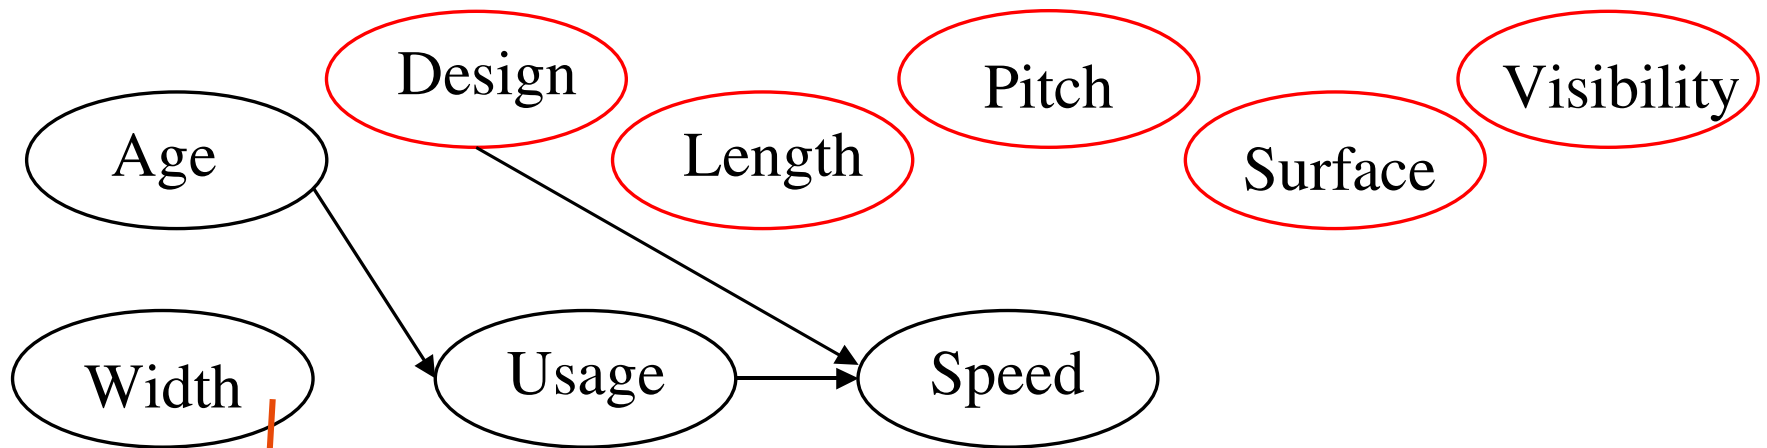 Design
Pitch
Visibility
Age
Length
Surface
Width
Usage
Speed